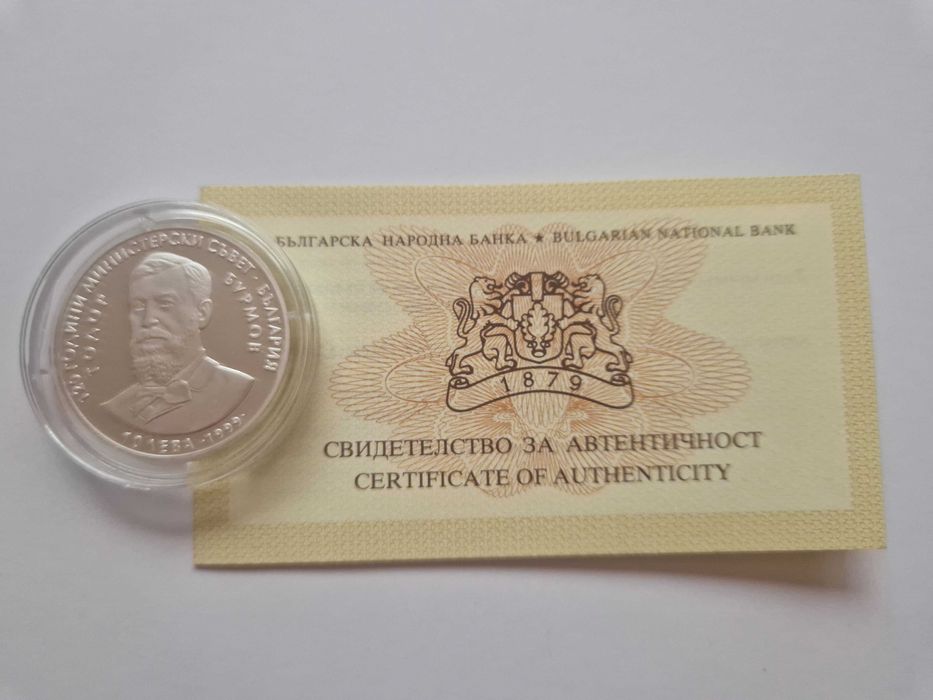 120 ГОДИНИ МИНИСТЕРСКИ СЪВЕТ · БЪЛГАРИЯ
ТОДОР
БУРМОВ
10 ЛЕВА · 1999 ·
БЪЛГАРСКА НАРОДНА БАНКА ★ BULGARIAN NATIONAL BANK
1879
СВИДЕТЕЛСТВО ЗА АВТЕНТИЧНОСТ
CERTIFICATE OF AUTHENTICITY